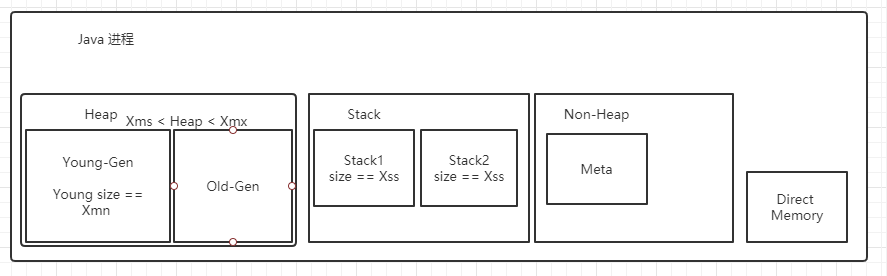 Java 进程
Heap
Xms < Heap < Xmx
Young-Gen
Young size ==
Xmn
Old-Gen
Stack
Stack1
size == Xss
Stack2
size == Xss
Non-Heap
Meta
Direct
Memory